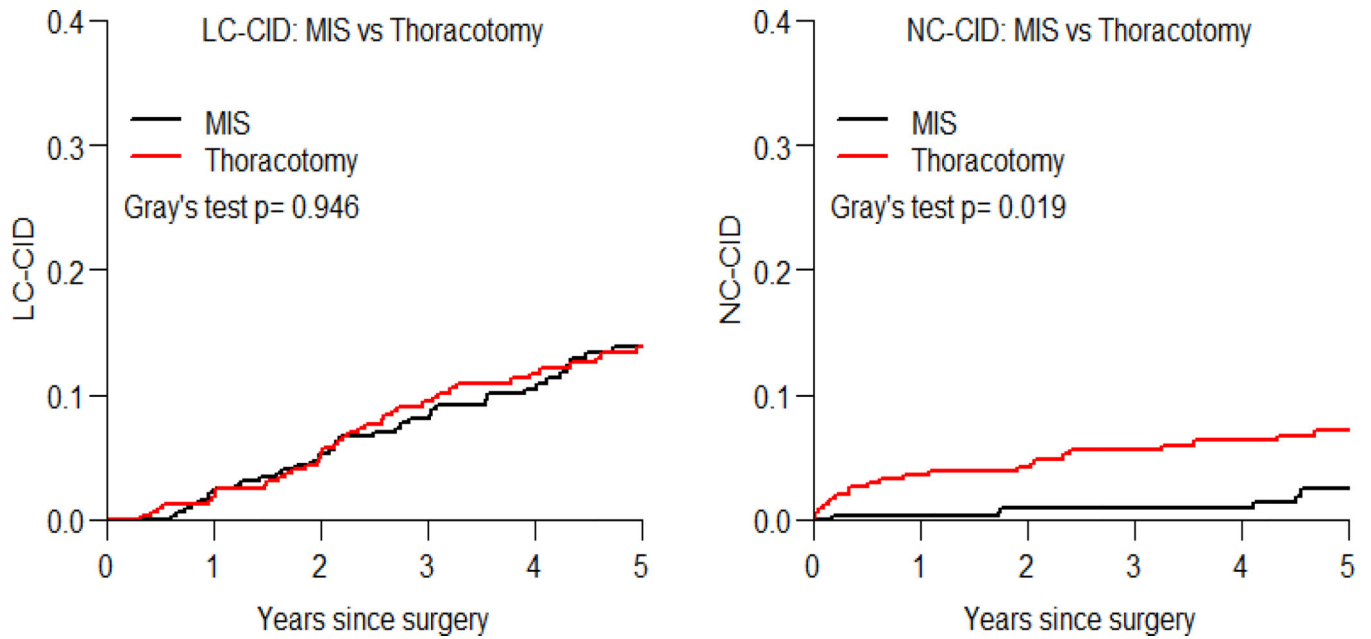 LC-CID: MIS vs Thoracotomy
MIS
Thoracotomy
Gray's test p= 0.946
LC-CID
0.4
0.3
0.2
0.1
0.0
0 1 2 3 4 5
Years since surgery
NC-CID: MIS vs Thoracotomy
MIS
Thoracotomy
Gray's test p= 0.019
NC-CID
0.4
0.3
0.2
0.1
0.0
0 1 2 3 4 5
Years since surgery